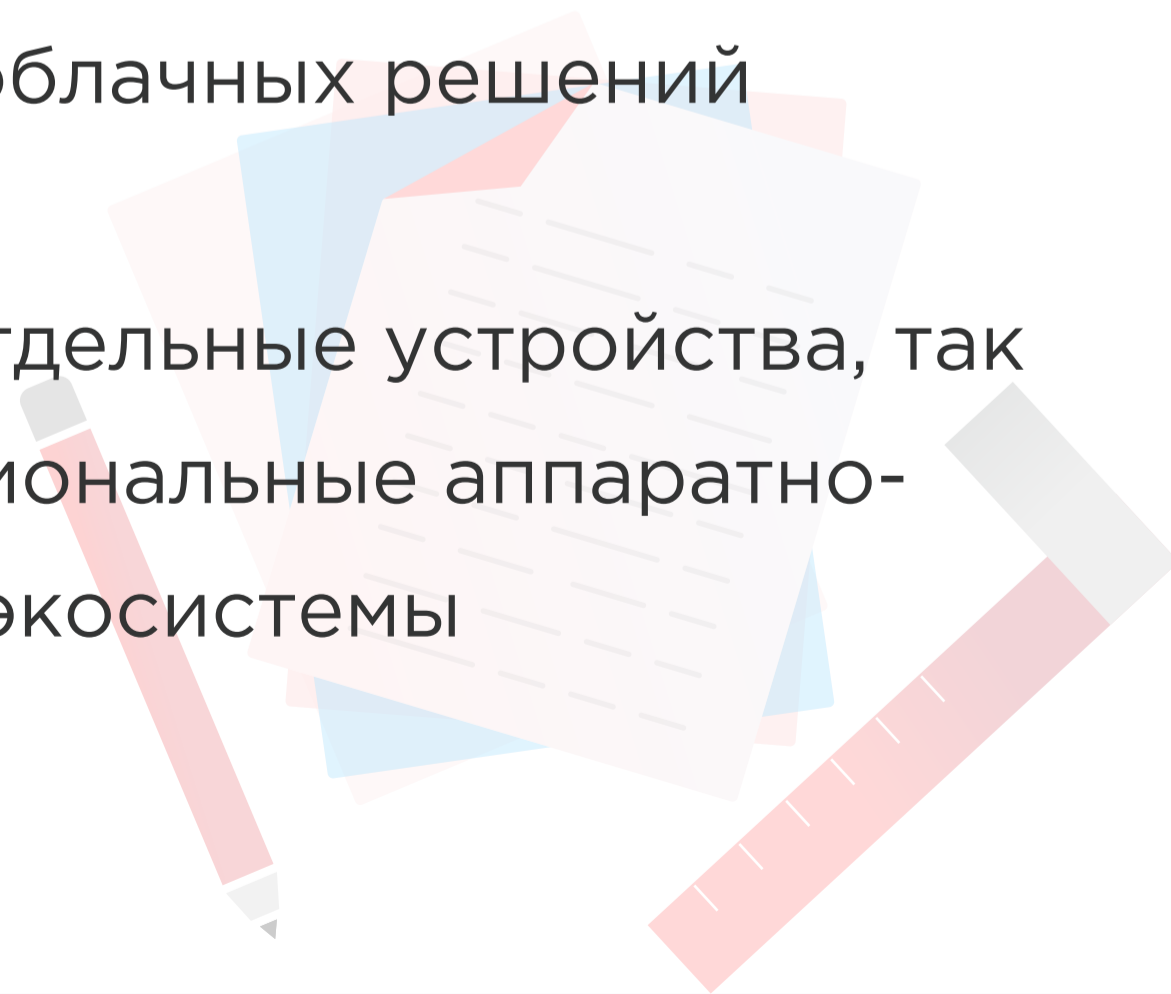 облачных решений
тдельные устройства, так
иональные аппаратно-
экосистемы